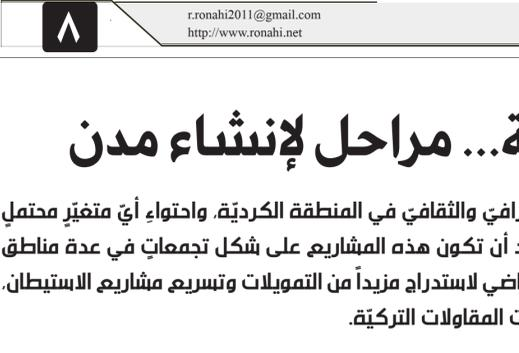 ٨
r.ronahi2011@gmail.com
http://www.ronahi.net
ة... مراحل لإنشاء مدن
رافيّ والثقافيّ في المنطقة الكرديّة، واحتواءِ أيّ متغيّرٍ محتملٍ
د أن تكون هذه المشاريع على شكل تجمعاتٍ في عدة مناطق
اضي لاستدراج مزيداً من التمويلات وتسريع مشاريع الاستيطان،
ت المقاولات التركيّة.